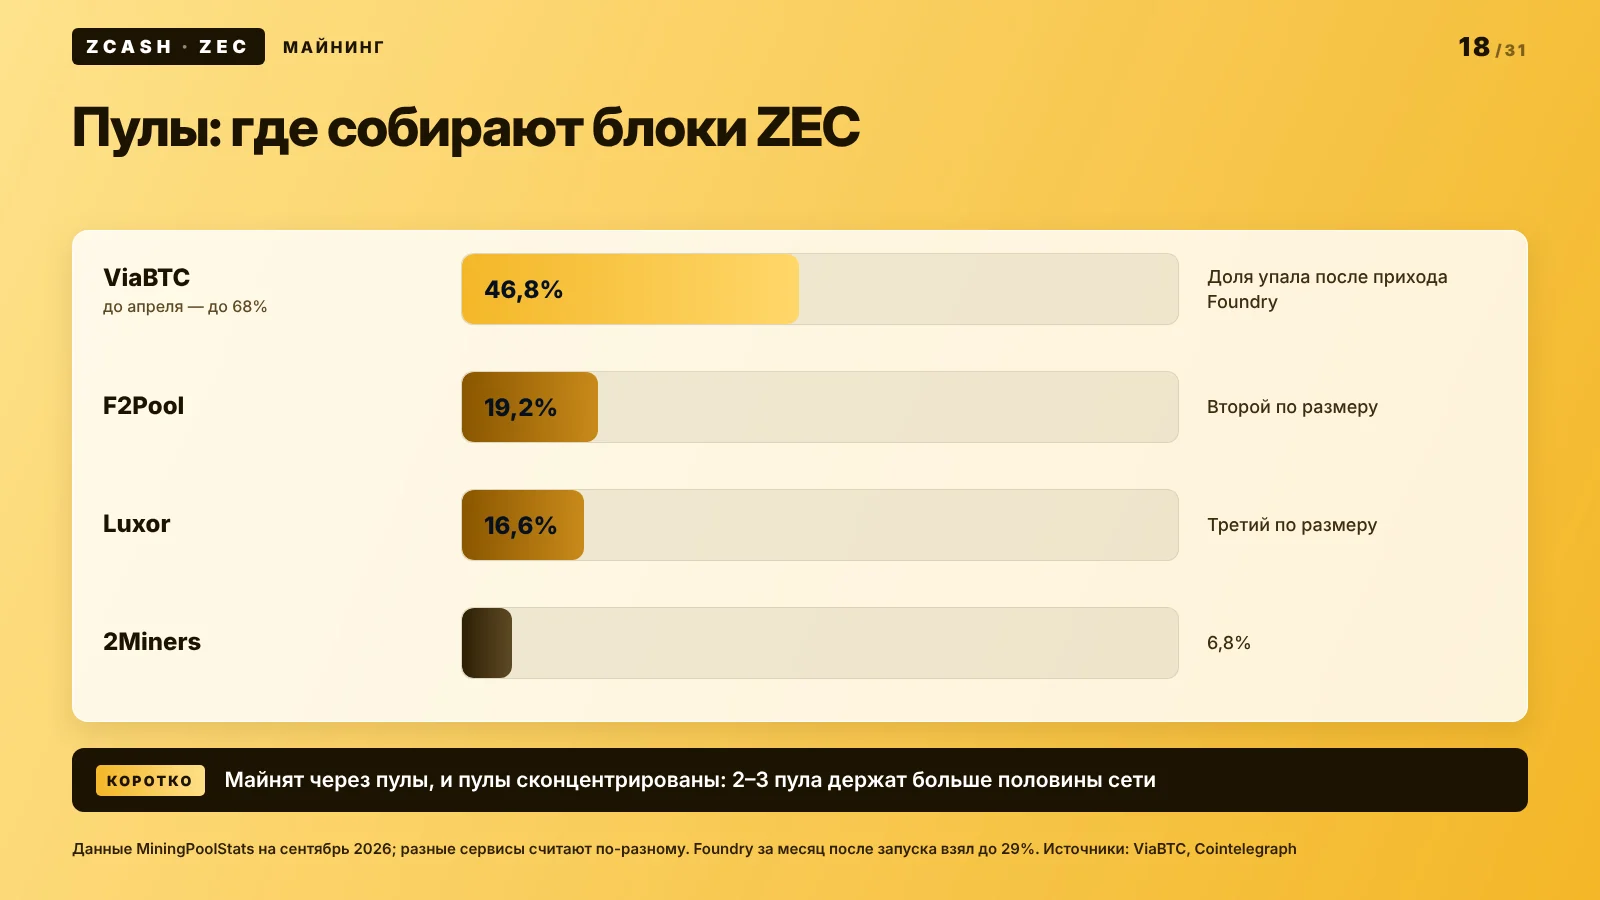 ZCASH · ZEC
МАЙНИНГ
18 / 31
Пулы: где собирают блоки ZEC
ViaBTC
до апреля — до 68%
46,8%
Доля упала после прихода
Foundry
F2Pool
19,2%
Второй по размеру
Luxor
16,6%
Третий по размеру
2Miners
6,8%
КОРОТКО
Майнят через пулы, и пулы сконцентрированы: 2–3 пула держат больше половины сети
Данные MiningPoolStats на сентябрь 2026; разные сервисы считают по-разному. Foundry за месяц после запуска взял до 29%. Источники: ViaBTC, Cointelegraph